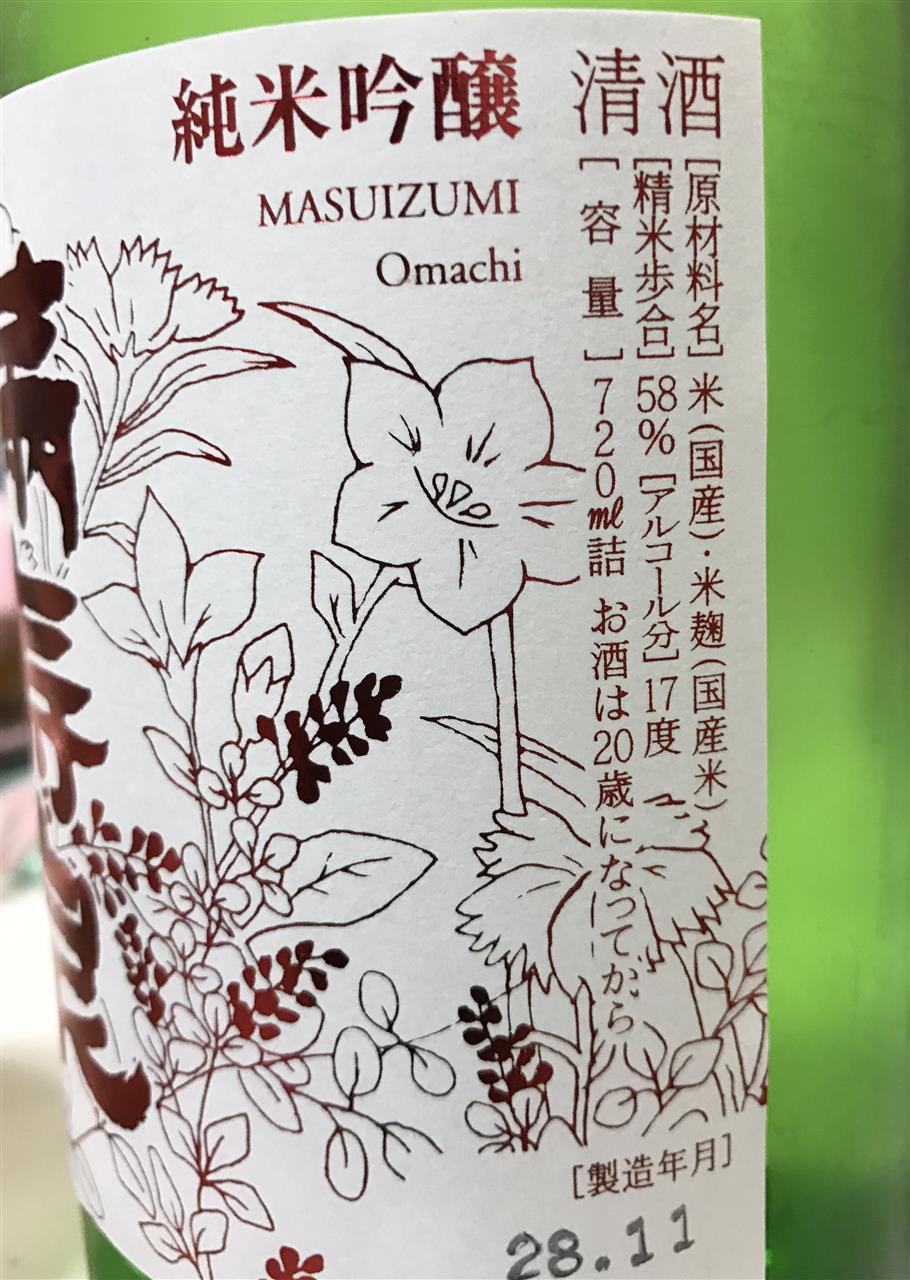 清酒
[原材料名]米(国産)・米麹(国産米)
[精米歩合]58%[アルコール分]17度
[容量]720ml詰 お酒は20歳になってから
純米吟醸
MASUIZUMI
Omachi
[製造年月]
28.11